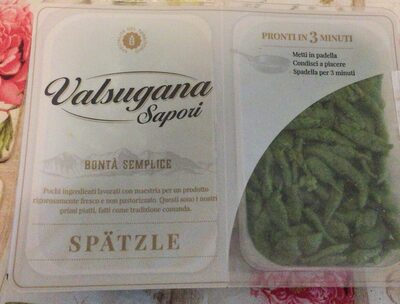 Valsugana
Sapori
BONTÀ SEMPLICE
Pochi ingredienti lavorati con maestria per un prodotto
rigorosamente fresco e non pastorizzato. Questi sono i nostri
primi piatti, fatti come tradizione comanda.
SPÄTZLE
PRONTI IN 3 MINUTI
Metti in padella
Condisci a piacere
Spadella per 3 minuti